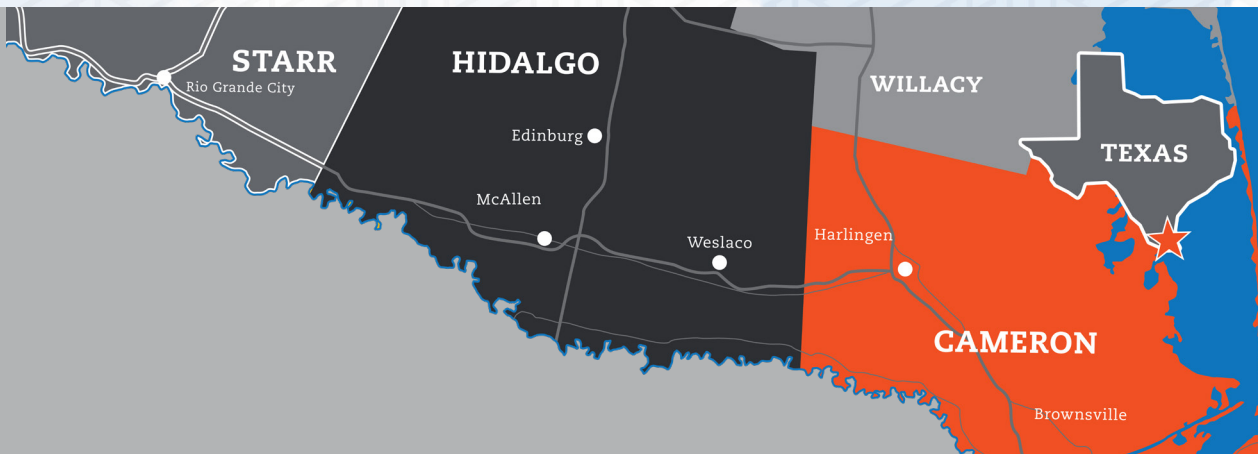 STARR
Rio Grande City
HIDALGO
Edinburg
McAllen
Weslaco
WILLACY
TEXAS
Harlingen
CAMERON
Brownsville